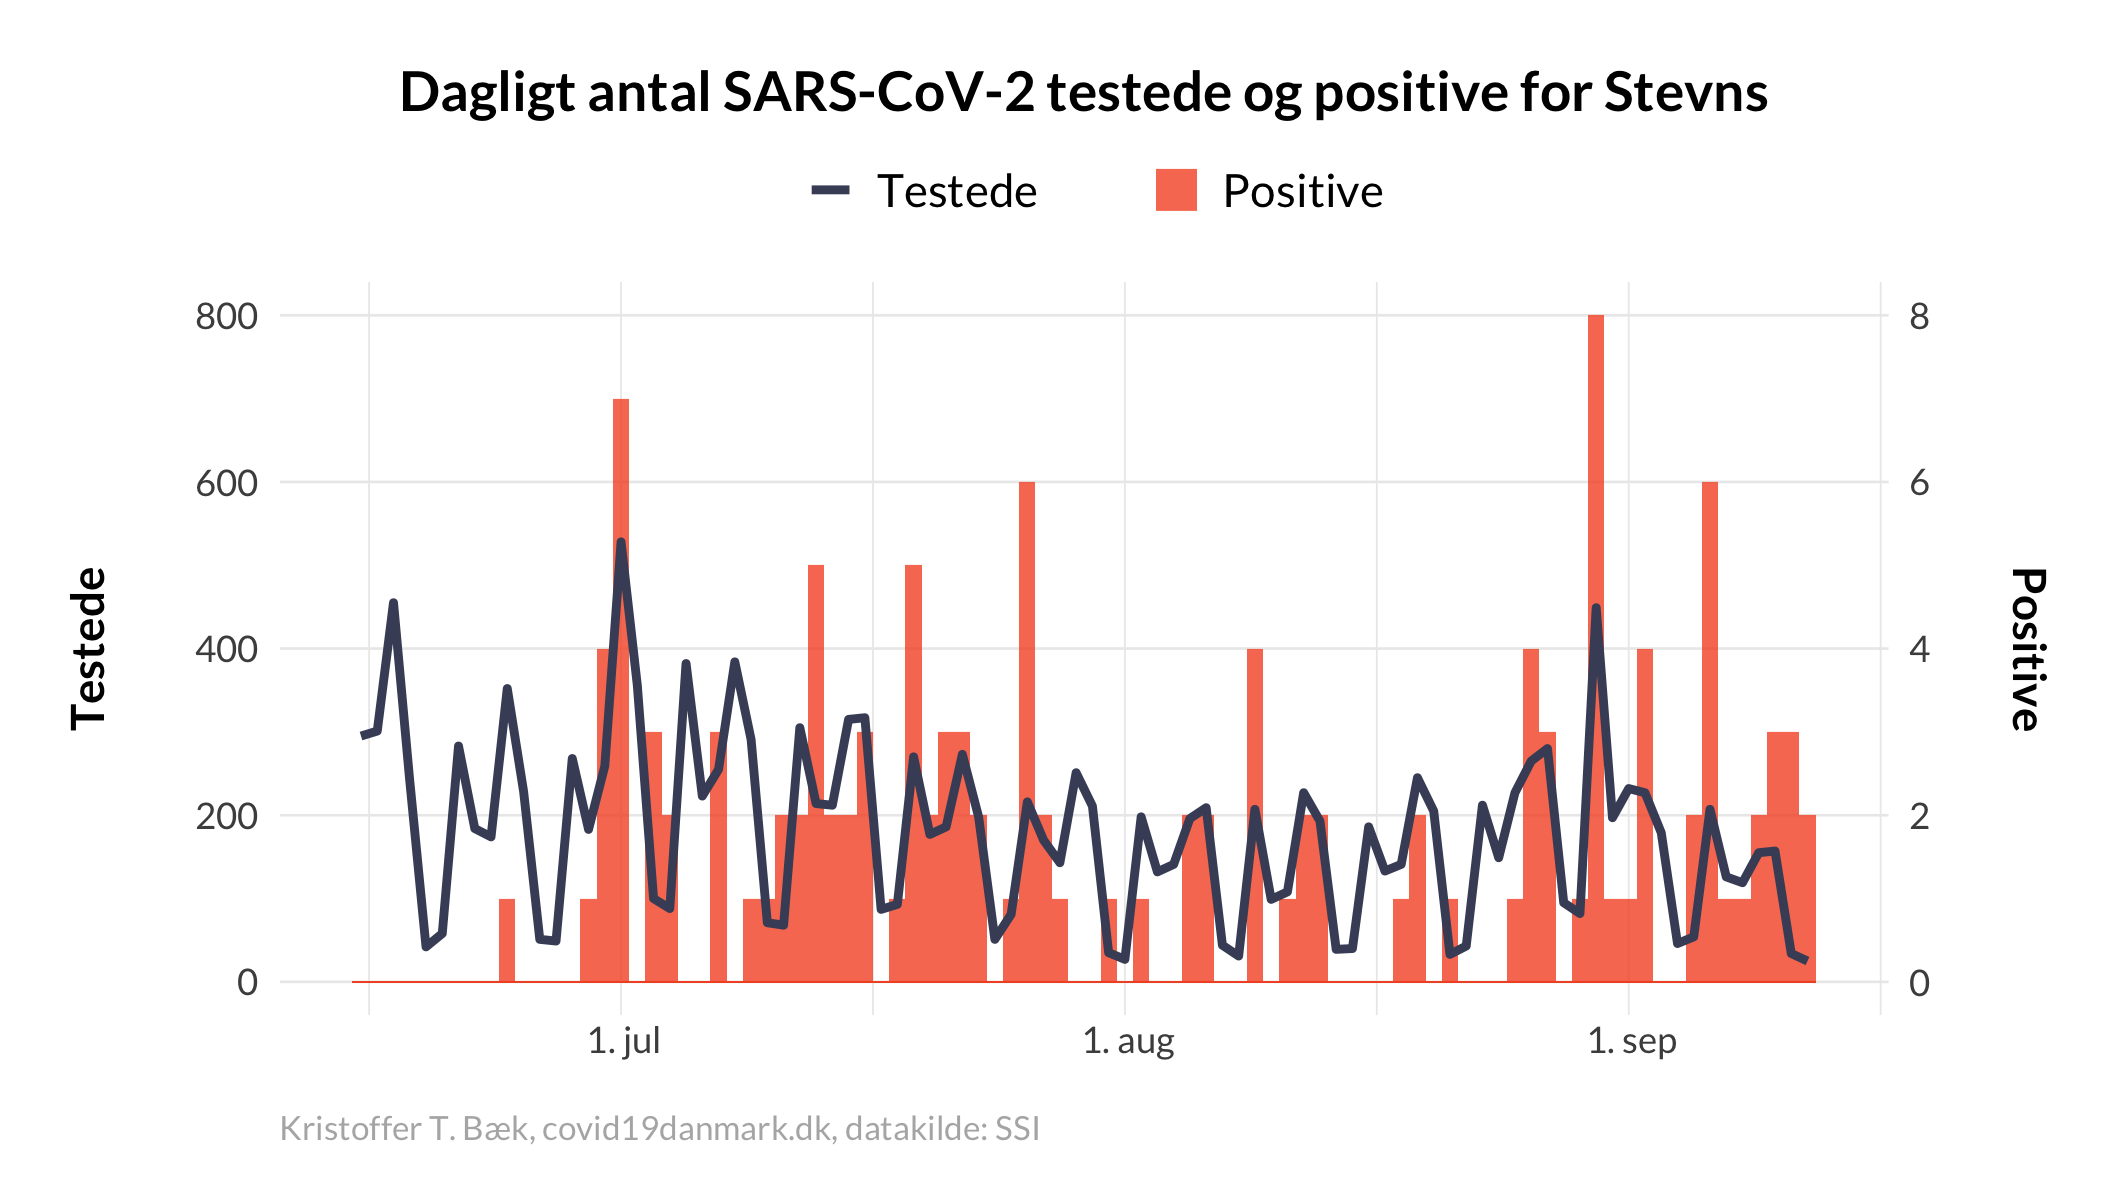 Dagligt antal SARS-CoV-2 testede og positive for Stevns
Testede Positive
800 8
600 6
400 4
200 2
0 0
Testede
Positive
1. jul 1. aug 1. sep
Kristoffer T. Bæk, covid19danmark.dk, datakilde: SSI